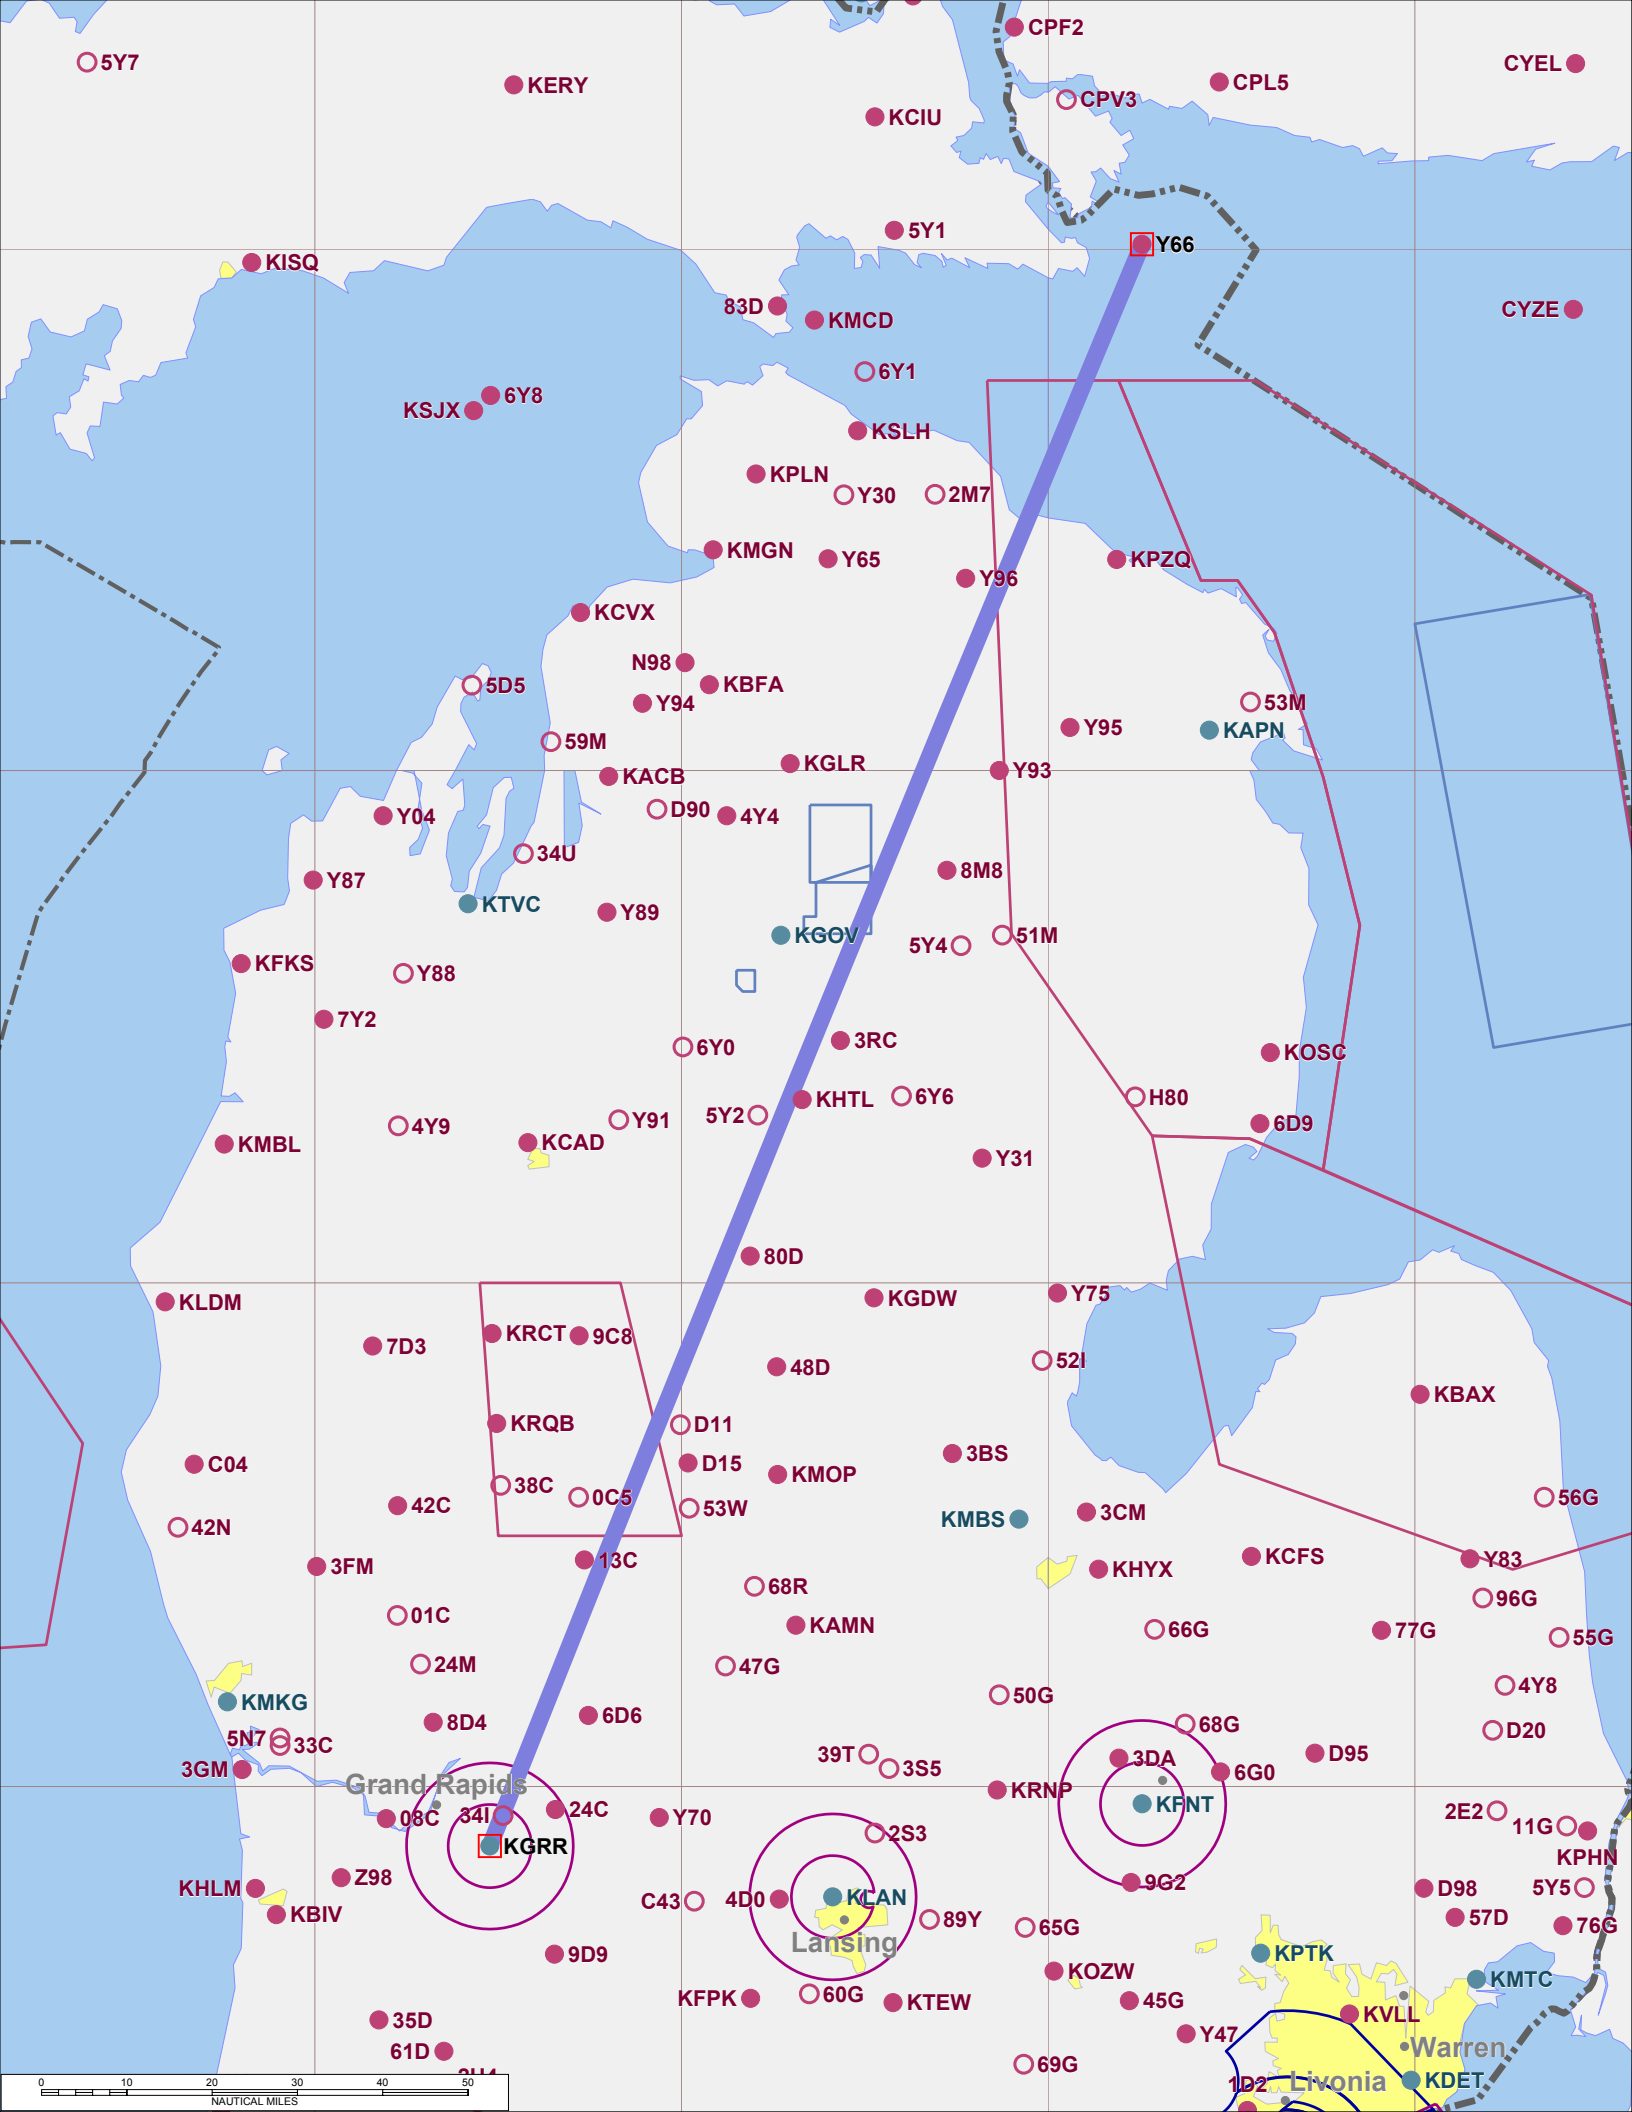 CPF2
5Y7
CYEL
KERY
CPL5
CPV3
KCIU
5Y1
Y66
KISQ
83D
KMCD
CYZE
6Y1
6Y8
KSJX
KSLH
KPLN
Y30
2M7
KMGN
Y65
KPZQ
Y96
KCVX
N98
KBFA
5D5
Y94
53M
Y95
KAPN
59M
KGLR
Y93
KACB
D90
4Y4
Y04
34U
8M8
Y87
KTVC
Y89
KGOV
51M
5Y4
KFKS
Y88
7Y2
3RC
6Y0
KOSC
6Y6
H80
KHTL
5Y2
Y91
6D9
4Y9
KMBL
KCAD
Y31
80D
Y75
KGDW
KLDM
KRCT
9C8
7D3
52I
48D
KBAX
KRQB
D11
3BS
D15
C04
KMOP
38C
0C5
56G
42C
53W
3CM
KMBS
42N
KCFS
Y83
13C
3FM
KHYX
68R
96G
01C
KAMN
66G
77G
55G
24M
47G
4Y8
50G
KMKG
6D6
8D4
68G
D20
5N7
33C
39T
D95
3DA
3S5
3GM
6G0
Grand Rapids
KRNP
KFNT
24C
2E2
34I
Y70
08C
11G
2S3
KGRR
KPHN
Z98
KHLM
9G2
D98
5Y5
KLAN
4D0
C43
KBIV
57D
89Y
76G
65G
Lansing
KPTK
9D9
KOZW
KMTC
60G
KFPK
45G
KTEW
KVLL
35D
Y47
Warren
61D
69G
KDET
Livonia
1D2
0 10 20 30 40 50
NAUTICAL MILES